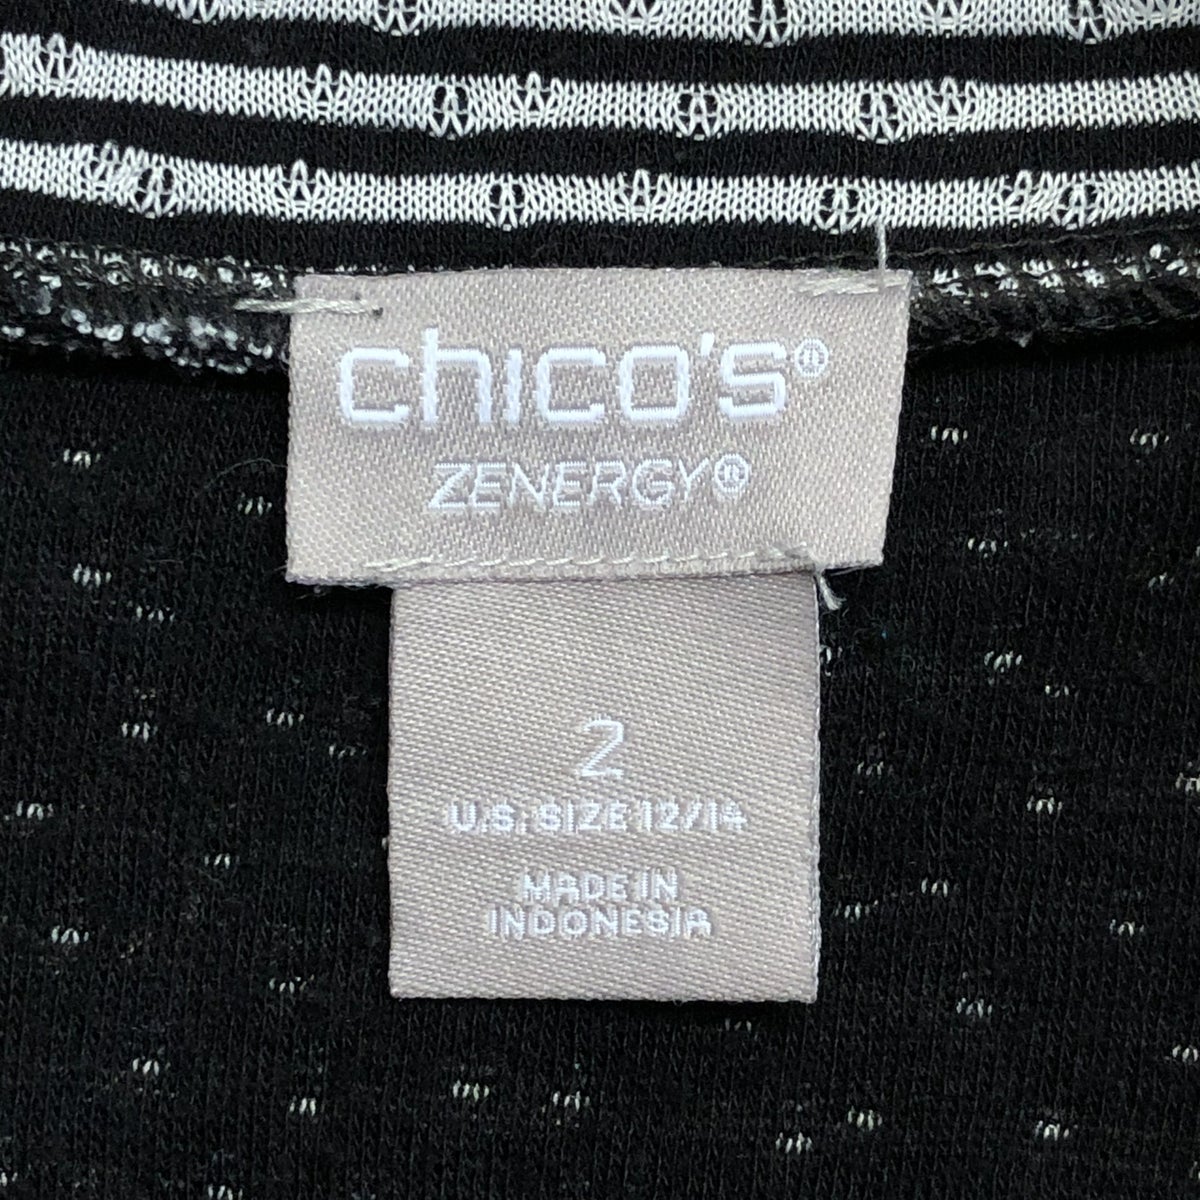 chico's®
ZENERGY®
2
U.S. SIZE 12/14
MADE IN
INDONESIA